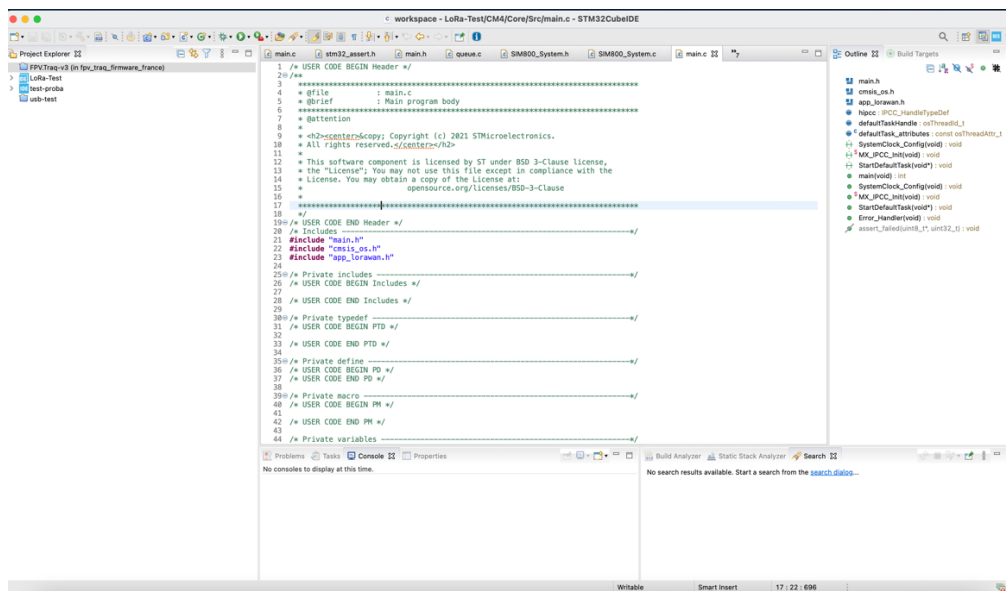 workspace - LoRa-Test/CM4/Core/Src/main.c - STM32CubeIDE
Project Explorer
FPV.Traq-v3 (in fpv_traq_firmware_france)
LoRa-Test
test-proba
usb-test
main.c stm32_assert.h main.h queue.c SIM800_System.h SIM800_System.c main.c "7
1 /* USER CODE BEGIN Header */
2 /**
3 ******************************************************************************
4 * @file : main.c
5 * @brief : Main program body
6 ******************************************************************************
7 * @attention
8 *
9 * <h2><center>&copy; Copyright (c) 2021 STMicroelectronics.
10 * All rights reserved.</center></h2>
11 *
12 * This software component is licensed by ST under BSD 3-Clause license,
13 * the "License"; You may not use this file except in compliance with the
14 * License. You may obtain a copy of the License at:
15 * opensource.org/licenses/BSD-3-Clause
16 *
17 ******************************************************************************
18 */
19 /* USER CODE END Header */
20 /* Includes ------------------------------------------------------------------*/
21 #include "main.h"
22 #include "cmsis_os.h"
23 #include "app_lorawan.h"
24
25 /* Private includes ----------------------------------------------------------*/
26 /* USER CODE BEGIN Includes */
27
28 /* USER CODE END Includes */
29
30 /* Private typedef -----------------------------------------------------------*/
31 /* USER CODE BEGIN PTD */
32
33 /* USER CODE END PTD */
34
35 /* Private define ------------------------------------------------------------*/
36 /* USER CODE BEGIN PD */
37 /* USER CODE END PD */
38
39 /* Private macro -------------------------------------------------------------*/
40 /* USER CODE BEGIN PM */
41
42 /* USER CODE END PM */
43
44 /* Private variables ---------------------------------------------------------*/
Outline Build Targets
main.h
cmsis_os.h
app_lorawan.h
hipcc : IPCC_HandleTypeDef
defaultTaskHandle : osThreadId_t
defaultTask_attributes : const osThreadAttr_t
SystemClock_Config(void) : void
MX_IPCC_Init(void) : void
StartDefaultTask(void*) : void
main(void) : int
SystemClock_Config(void) : void
MX_IPCC_Init(void) : void
StartDefaultTask(void*) : void
Error_Handler(void) : void
assert_failed(uint8_t*, uint32_t) : void
Problems Tasks Console Properties
No consoles to display at this time.
Build Analyzer Static Stack Analyzer Search
No search results available. Start a search from the search dialog...
Writable Smart Insert 17 : 22 : 696